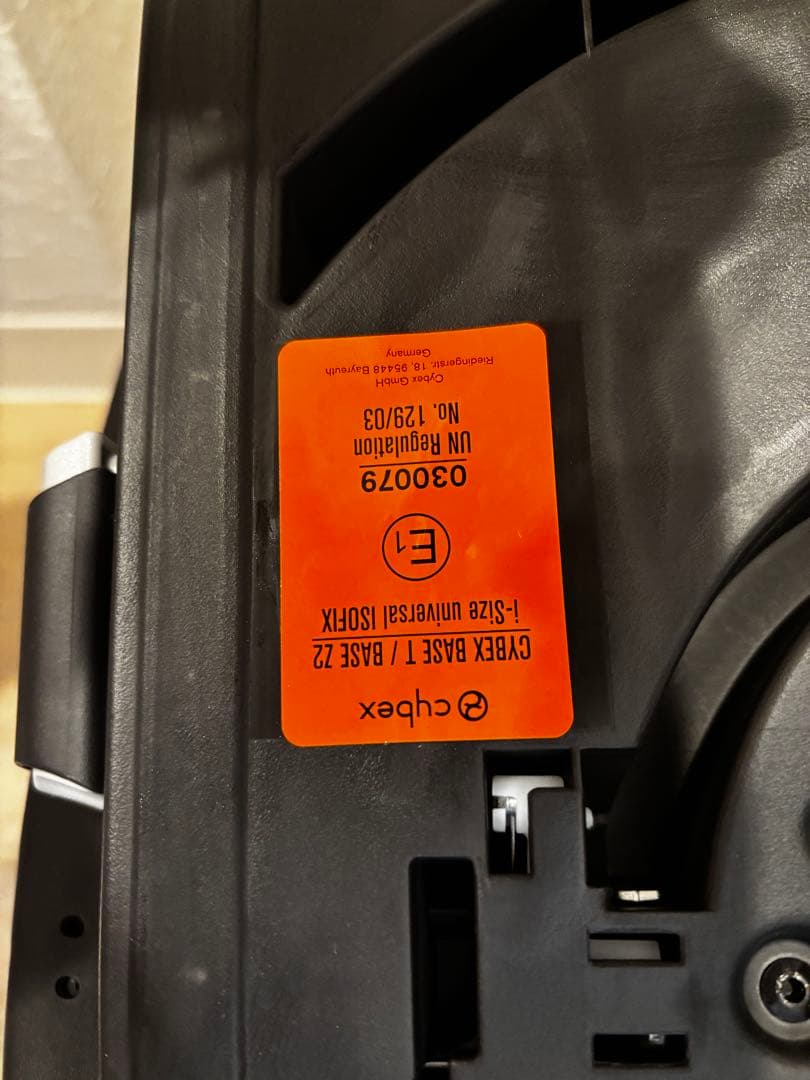 cybex
CYBEX BASE T / BASE Z2
i-Size universal ISOFIX
E1
030079
UN Regulation
No. 129/03
Cybex GmbH
Riedingerstr. 18, 95448 Bayreuth
Germany